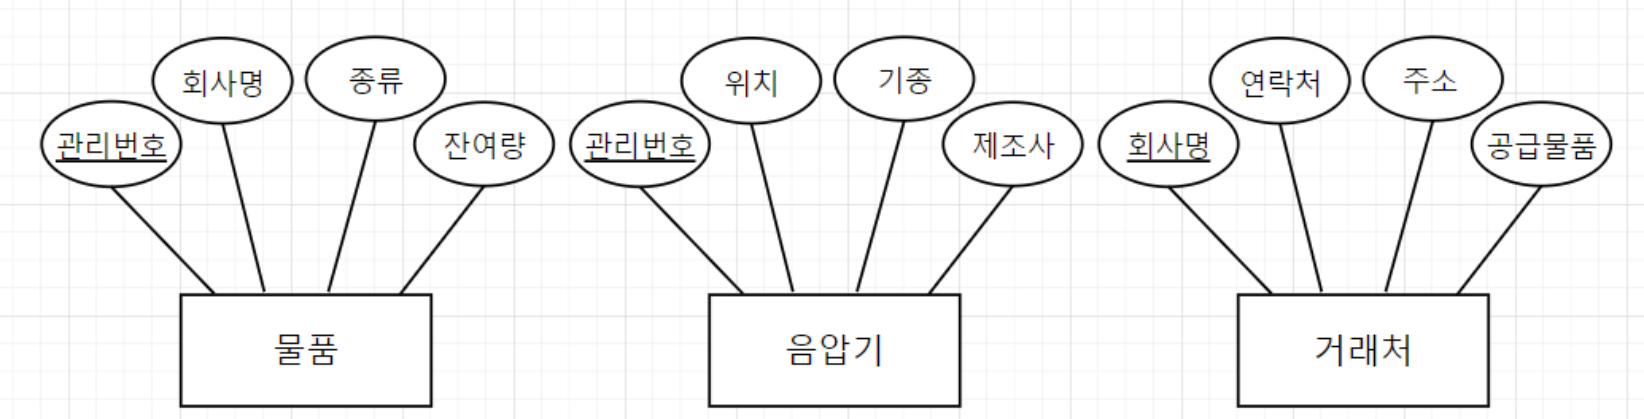 관리번호
회사명
종류
잔여량
물품
관리번호
위치
기종
제조사
음압기
회사명
연락처
주소
공급물품
거래처